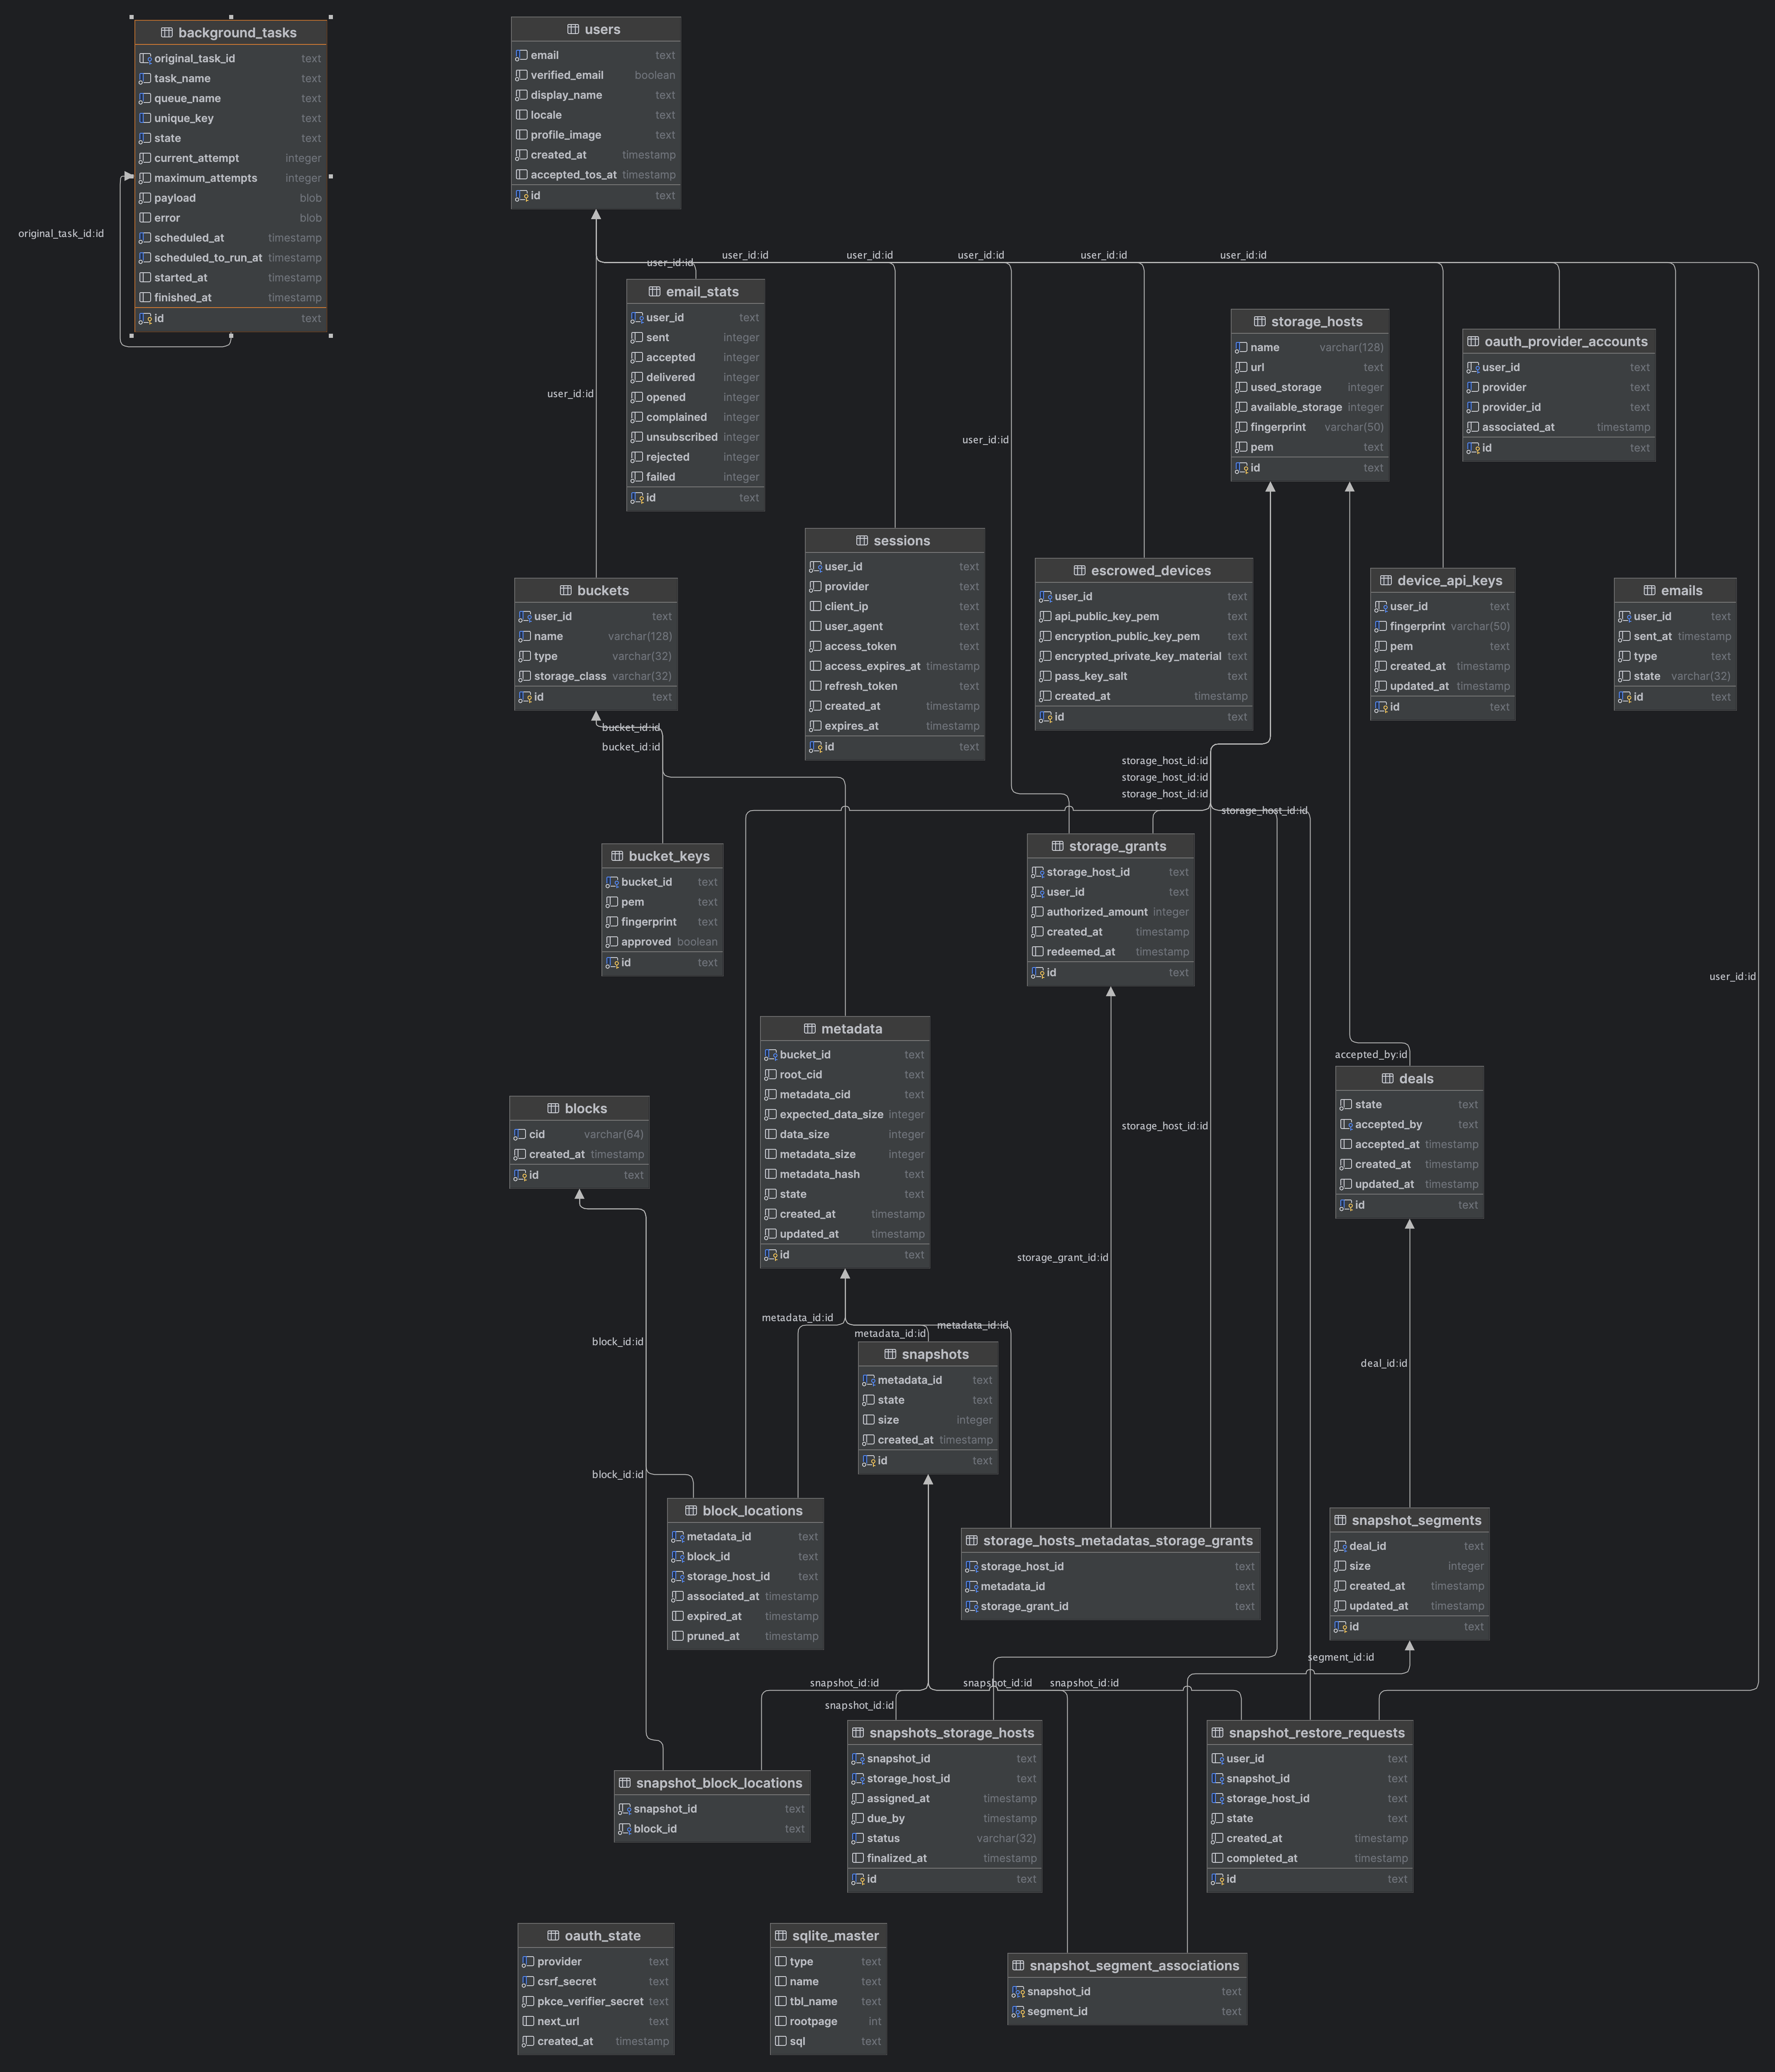 background_tasks
original_task_id text
task_name text
queue_name text
unique_key text
state text
current_attempt integer
maximum_attempts integer
payload blob
error blob
scheduled_at timestamp
scheduled_to_run_at timestamp
started_at timestamp
finished_at timestamp
id text
original_task_id:id
users
email text
verified_email boolean
display_name text
locale text
profile_image text
created_at timestamp
accepted_tos_at timestamp
id text
user_id:id
user_id:id
user_id:id
user_id:id
user_id:id
user_id:id
email_stats
user_id text
sent integer
accepted integer
delivered integer
opened integer
complained integer
unsubscribed integer
rejected integer
failed integer
id text
storage_hosts
name varchar(128)
url text
used_storage integer
available_storage integer
fingerprint varchar(50)
pem text
id text
oauth_provider_accounts
user_id text
provider text
provider_id text
associated_at timestamp
id text
user_id:id
user_id:id
sessions
user_id text
provider text
client_ip text
user_agent text
access_token text
access_expires_at timestamp
refresh_token text
created_at timestamp
expires_at timestamp
id text
escrowed_devices
user_id text
api_public_key_pem text
encryption_public_key_pem text
encrypted_private_key_material text
pass_key_salt text
created_at timestamp
id text
device_api_keys
user_id text
fingerprint varchar(50)
pem text
created_at timestamp
updated_at timestamp
id text
emails
user_id text
sent_at timestamp
type text
state varchar(32)
id text
buckets
user_id text
name varchar(128)
type varchar(32)
storage_class varchar(32)
id text
bucket_id:id
bucket_id:id
storage_host_id:id
storage_host_id:id
storage_host_id:id
storage_host_id:id
bucket_keys
bucket_id text
pem text
fingerprint text
approved boolean
id text
storage_grants
storage_host_id text
user_id text
authorized_amount integer
created_at timestamp
redeemed_at timestamp
id text
user_id:id
metadata
bucket_id text
root_cid text
metadata_cid text
expected_data_size integer
data_size integer
metadata_size integer
metadata_hash text
state text
created_at timestamp
updated_at timestamp
id text
accepted_by:id
deals
state text
accepted_by text
accepted_at timestamp
created_at timestamp
updated_at timestamp
id text
blocks
cid varchar(64)
created_at timestamp
id text
storage_host_id:id
storage_grant_id:id
metadata_id:id
metadata_id:id
metadata_id:id
block_id:id
deal_id:id
snapshots
metadata_id text
state text
size integer
created_at timestamp
id text
block_id:id
block_locations
metadata_id text
block_id text
storage_host_id text
associated_at timestamp
expired_at timestamp
pruned_at timestamp
storage_hosts_metadatas_storage_grants
storage_host_id text
metadata_id text
storage_grant_id text
snapshot_segments
deal_id text
size integer
created_at timestamp
updated_at timestamp
id text
segment_id:id
snapshot_id:id
snapshot_id:id
snapshot_id:id
snapshot_id:id
snapshot_block_locations
snapshot_id text
block_id text
snapshots_storage_hosts
snapshot_id text
storage_host_id text
assigned_at timestamp
due_by timestamp
status varchar(32)
finalized_at timestamp
id text
snapshot_restore_requests
user_id text
snapshot_id text
storage_host_id text
state text
created_at timestamp
completed_at timestamp
id text
oauth_state
provider text
csrf_secret text
pkce_verifier_secret text
next_url text
created_at timestamp
sqlite_master
type text
name text
tbl_name text
rootpage int
sql text
snapshot_segment_associations
snapshot_id text
segment_id text